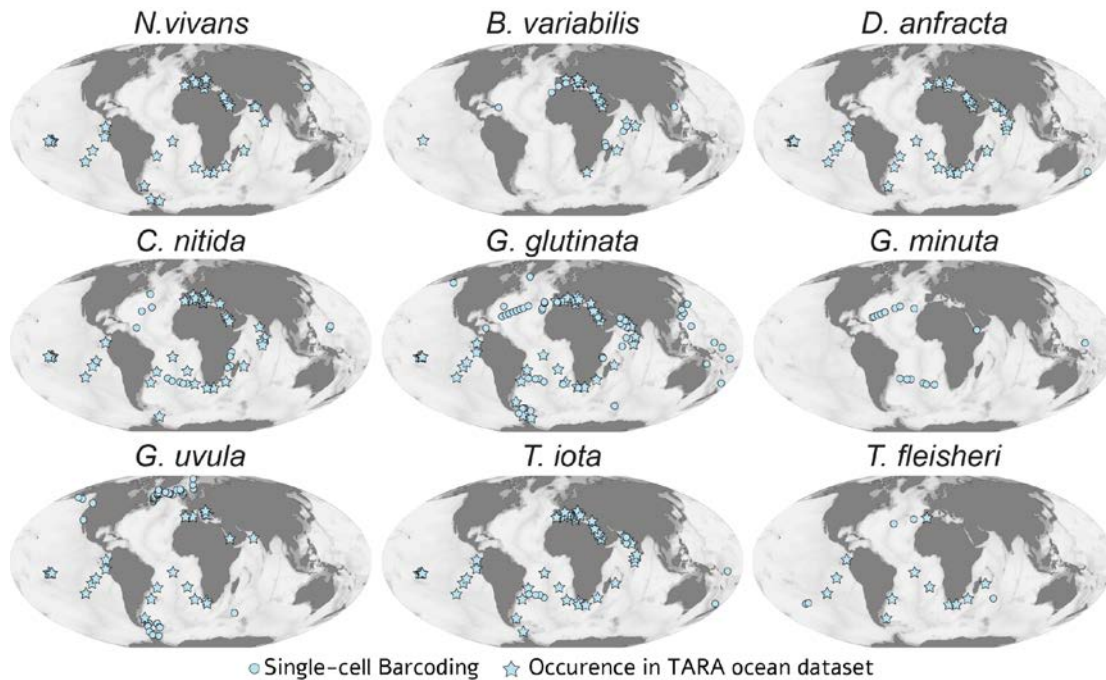 N.vivans B. variabilis D. anfracta
C. nitida G. glutinata G. minuta
G. uvula T. iota T. fleisheri
Single-cell Barcoding Occurence in TARA ocean dataset